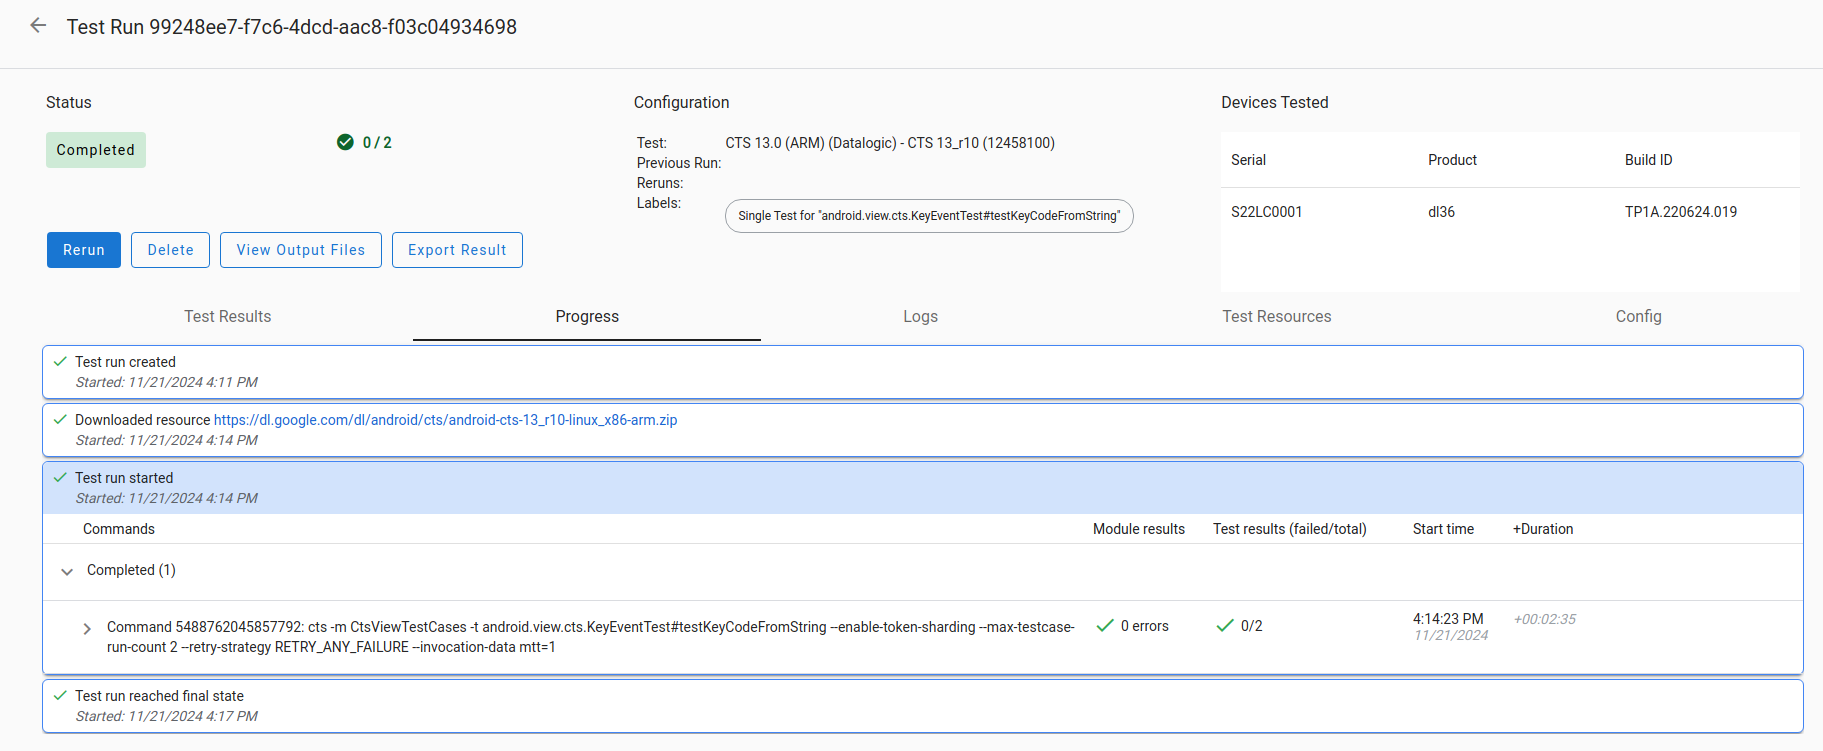 Test Run 99248ee7-f7c6-4dcd-aac8-f03c04934698
Status
Completed
0 / 2
Rerun
Delete
View Output Files
Export Result
Configuration
Test: CTS 13.0 (ARM) (Datalogic) - CTS 13_r10 (12458100)
Previous Run:
Reruns:
Labels:
Single Test for "android.view.cts.KeyEventTest#testKeyCodeFromString"
Devices Tested
Serial Product Build ID
S22LC0001 dl36 TP1A.220624.019
Test Results Progress Logs Test Resources Config
Test run created
Started: 11/21/2024 4:11 PM
Downloaded resource https://dl.google.com/dl/android/cts/android-cts-13_r10-linux_x86-arm.zip
Started: 11/21/2024 4:14 PM
Test run started
Started: 11/21/2024 4:14 PM
Commands Module results Test results (failed/total) Start time +Duration
Completed (1)
Command 5488762045857792: cts -m CtsViewTestCases -t android.view.cts.KeyEventTest#testKeyCodeFromString --enable-token-sharding --max-testcase-
run-count 2 --retry-strategy RETRY_ANY_FAILURE --invocation-data mtt=1
0 errors
0/2
4:14:23 PM
11/21/2024
+00:02:35
Test run reached final state
Started: 11/21/2024 4:17 PM